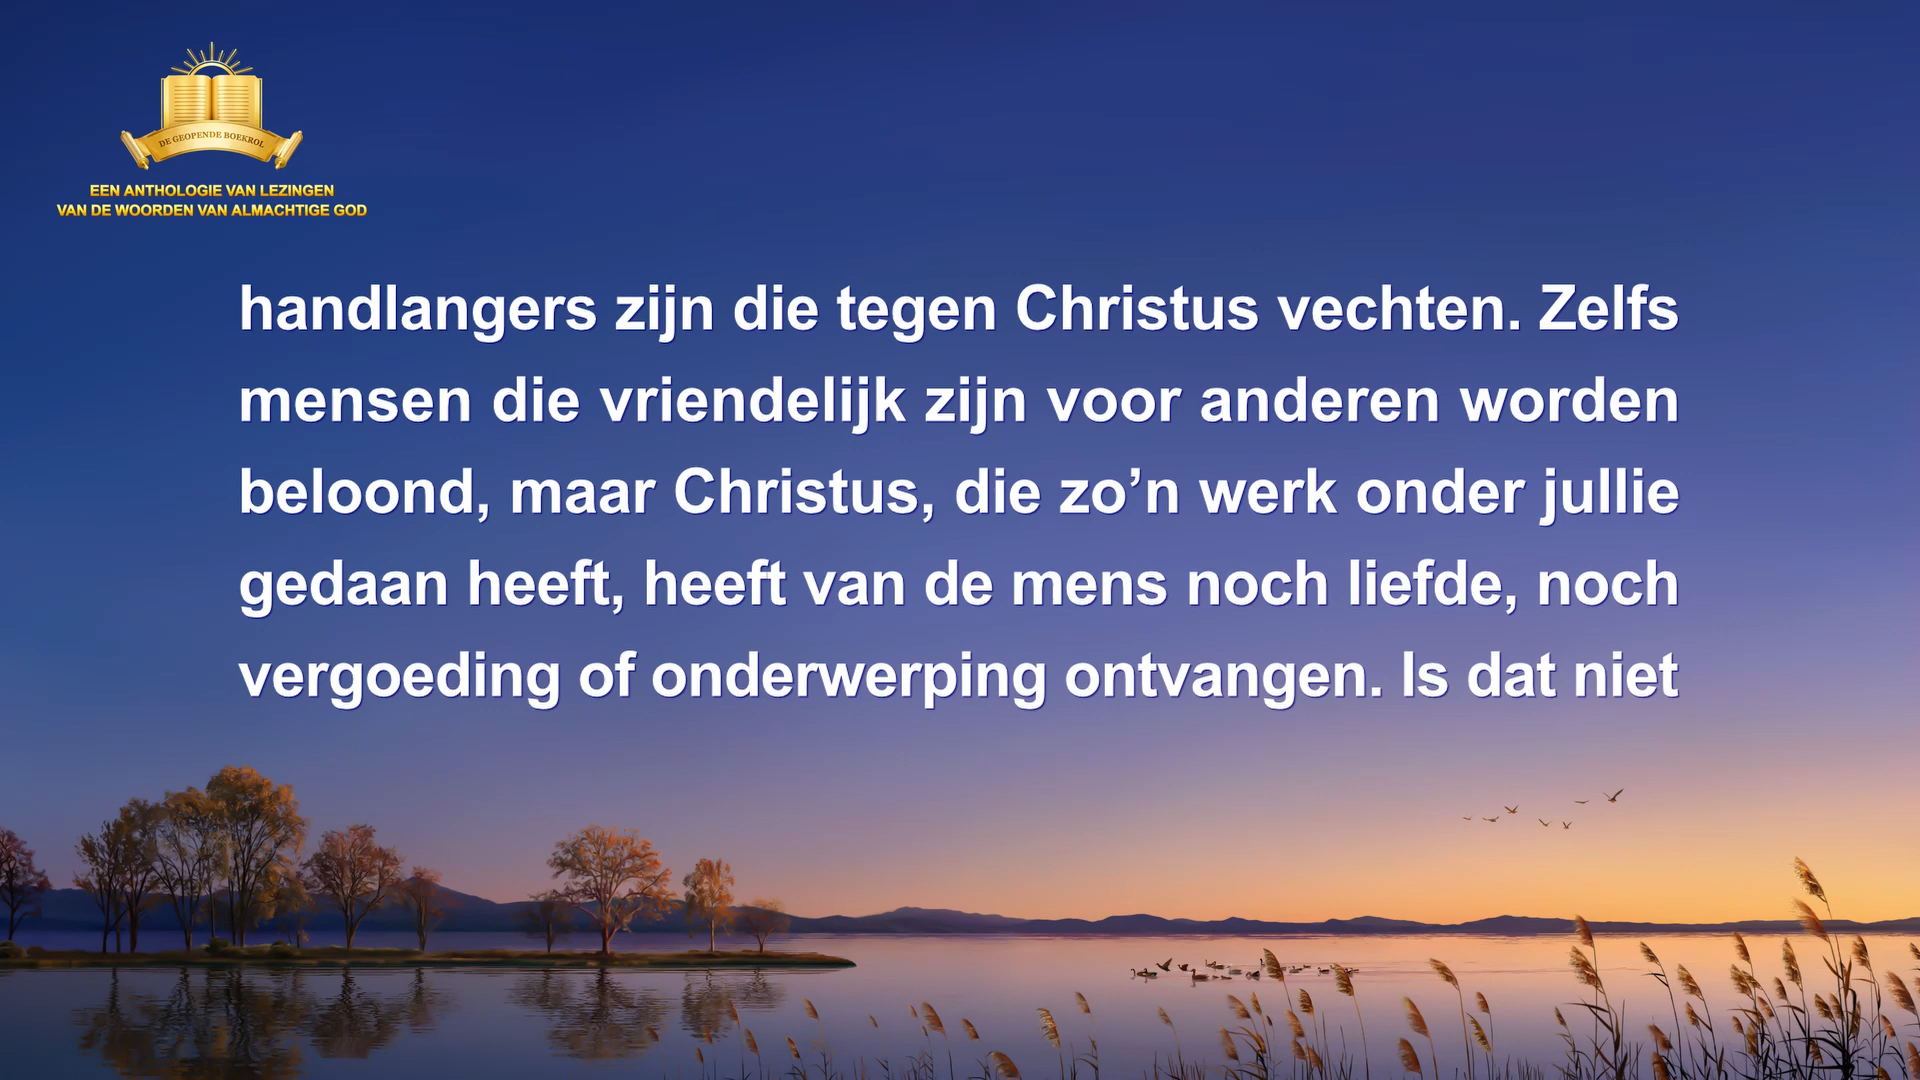 DE GEOPENDE BOEKROL
EEN ANTHOLOGIE VAN LEZINGEN
VAN DE WOORDEN VAN ALMACHTIGE GOD
handlangers zijn die tegen Christus vechten. Zelfs
mensen die vriendelijk zijn voor anderen worden
beloond, maar Christus, die zo’n werk onder jullie
gedaan heeft, heeft van de mens noch liefde, noch
vergoeding of onderwerping ontvangen. Is dat niet